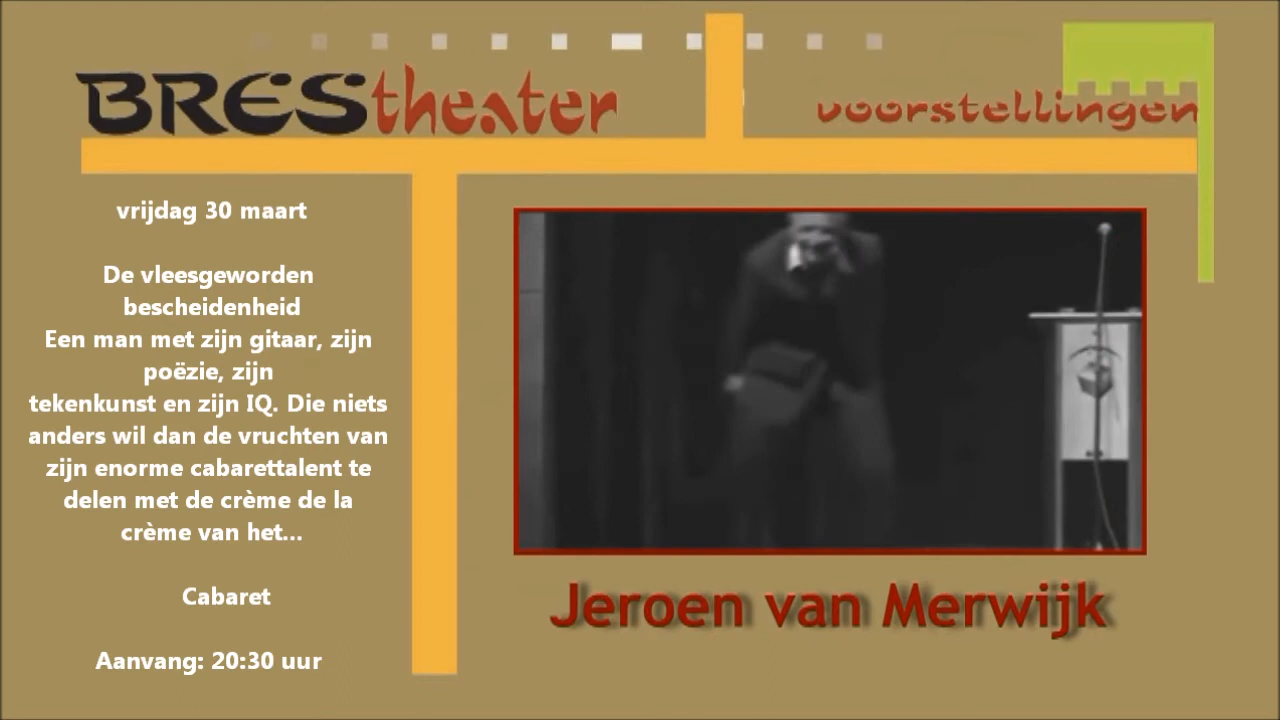 BREStheater
voorstellingen
vrijdag 30 maart
De vleesgeworden
bescheidenheid
Een man met zijn gitaar, zijn
poëzie, zijn
tekenkunst en zijn IQ. Die niets
anders wil dan de vruchten van
zijn enorme cabarettalent te
delen met de crème de la
crème van het...
Cabaret
Aanvang: 20:30 uur
Jeroen van Merwijk